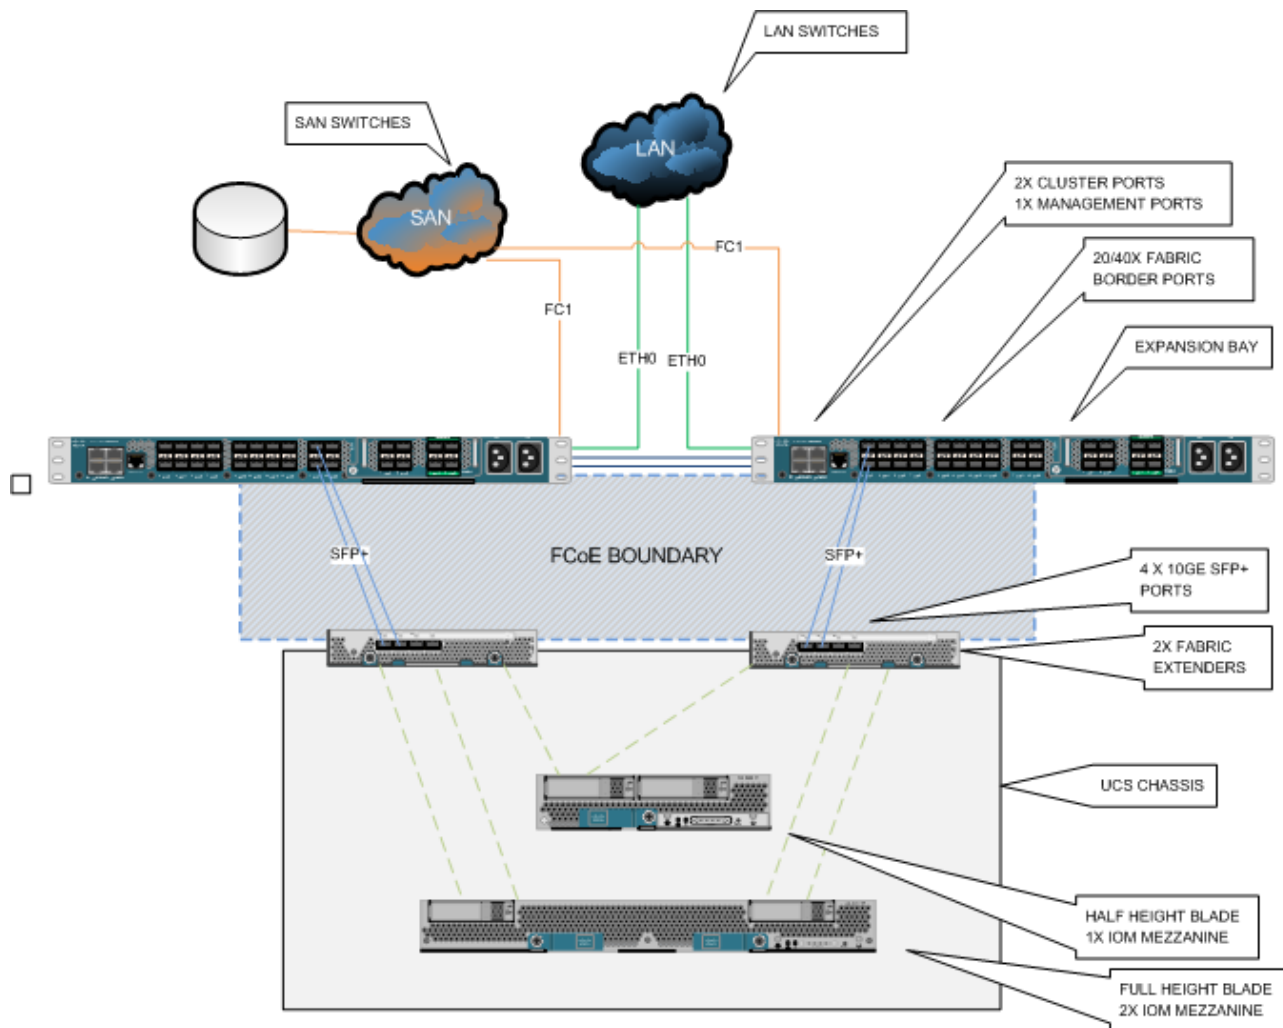 LAN SWITCHES
SAN SWITCHES
LAN
SAN
2X CLUSTER PORTS
1X MANAGEMENT PORTS
FC1
20/40X FABRIC
BORDER PORTS
FC1
EXPANSION BAY
ETH0
ETH0
SFP+
FCoE BOUNDARY
SFP+
4 X 10GE SFP+
PORTS
2X FABRIC
EXTENDERS
UCS CHASSIS
HALF HEIGHT BLADE
1X IOM MEZZANINE
FULL HEIGHT BLADE
2X IOM MEZZANINE